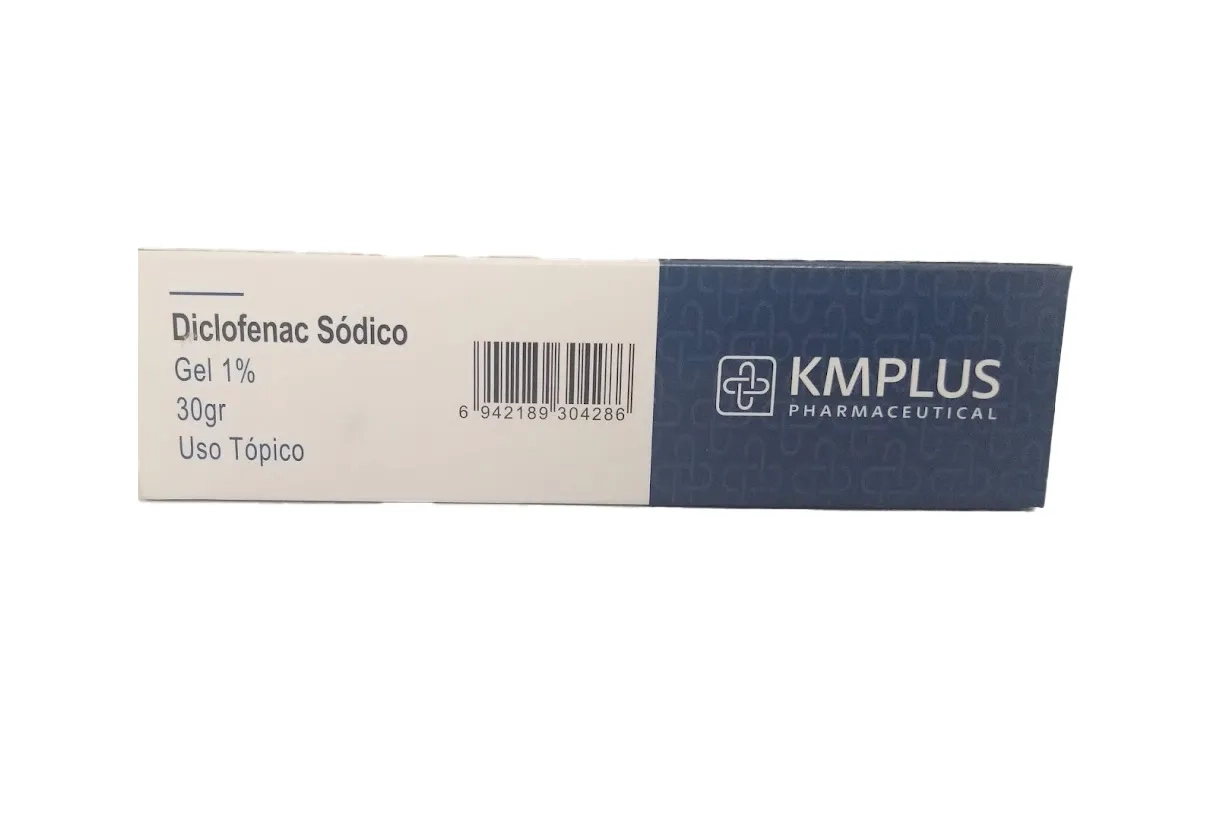 Diclofenac Sódico
Gel 1%
30gr
Uso Tópico
6 942189 304286
KMPLUS
PHARMACEUTICAL